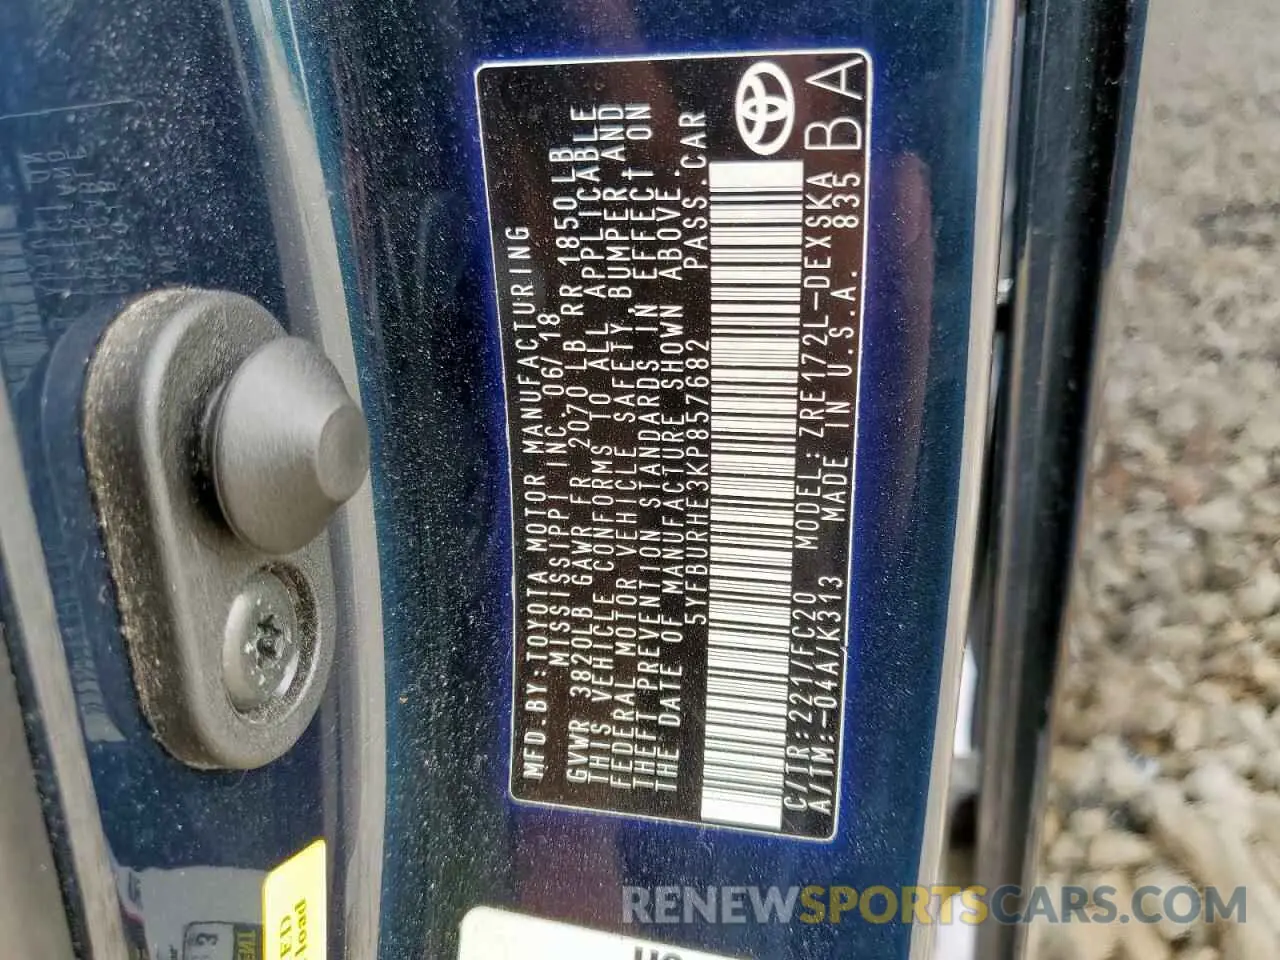 MFD.BY:TOYOTA MOTOR MANUFACTURING
MISSISSIPPI INC. 06/18
GVWR 3820LB GAWR FR 2070 LB RR 1850LB
THIS VEHICLE CONFORMS TO ALL APPLICABLE
FEDERAL MOTOR VEHICLE SAFETY, BUMPER AND
THEFT PREVENTION STANDARDS IN EFFECT ON
THE DATE OF MANUFACTURE SHOWN ABOVE.
5YFBURHE3KP857682 PASS.CAR
C/TR:221/FC20 MODEL:ZRE172L-DEXSKA
A/TM:-04A/K313 MADE IN U.S.A. 835
BA
RENEWSPORTSCARS.COM